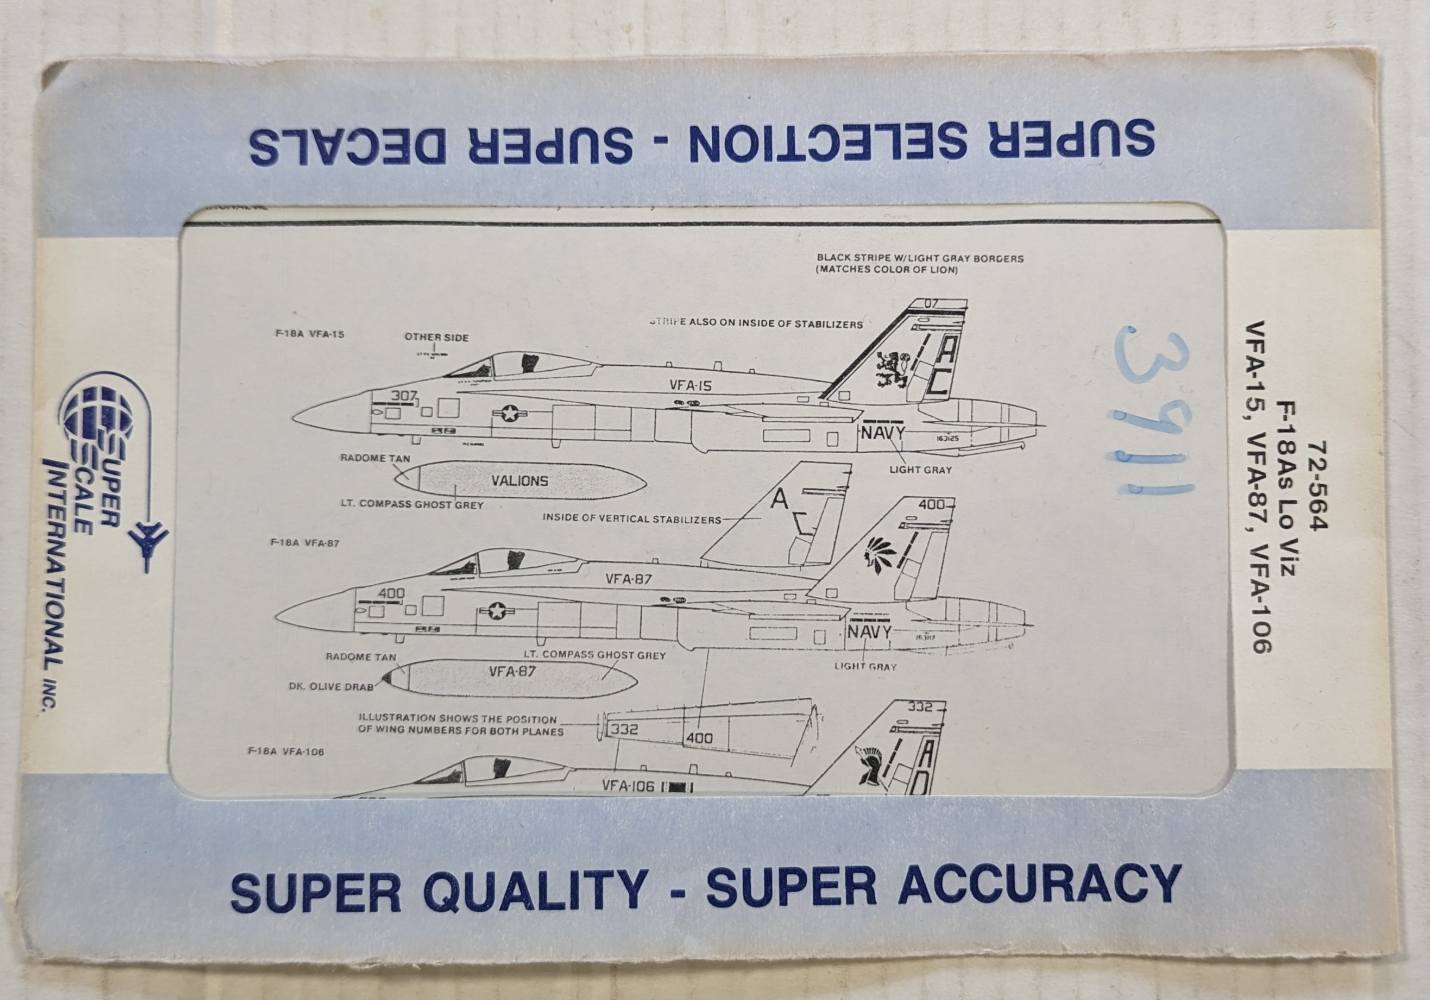 SUPER SELECTION - SUPER DECALS
BLACK STRIPE W/LIGHT GRAY BORDERS
(MATCHES COLOR OF LION)
07
F-18A VFA-15
OTHER SIDE
STRIPE ALSO ON INSIDE OF STABILIZERS
AC
307
VFA-15
NAVY
163125
LIGHT GRAY
RADOME TAN
VALIONS
LT. COMPASS GHOST GREY
INSIDE OF VERTICAL STABILIZERS
A
400
F-18A VFA-87
VFA-87
400
NAVY
LIGHT GRAY
RADOME TAN
LT. COMPASS GHOST GREY
DK. OLIVE DRAB
VFA-87
ILLUSTRATION SHOWS THE POSITION
OF WING NUMBERS FOR BOTH PLANES
332
400
332
AD
F-18A VFA-106
VFA-106
3911
72-564
F-18As Lo Viz
VFA-15, VFA-87, VFA-106
SUPER
SCALE
INTERNATIONAL INC.
SUPER QUALITY - SUPER ACCURACY